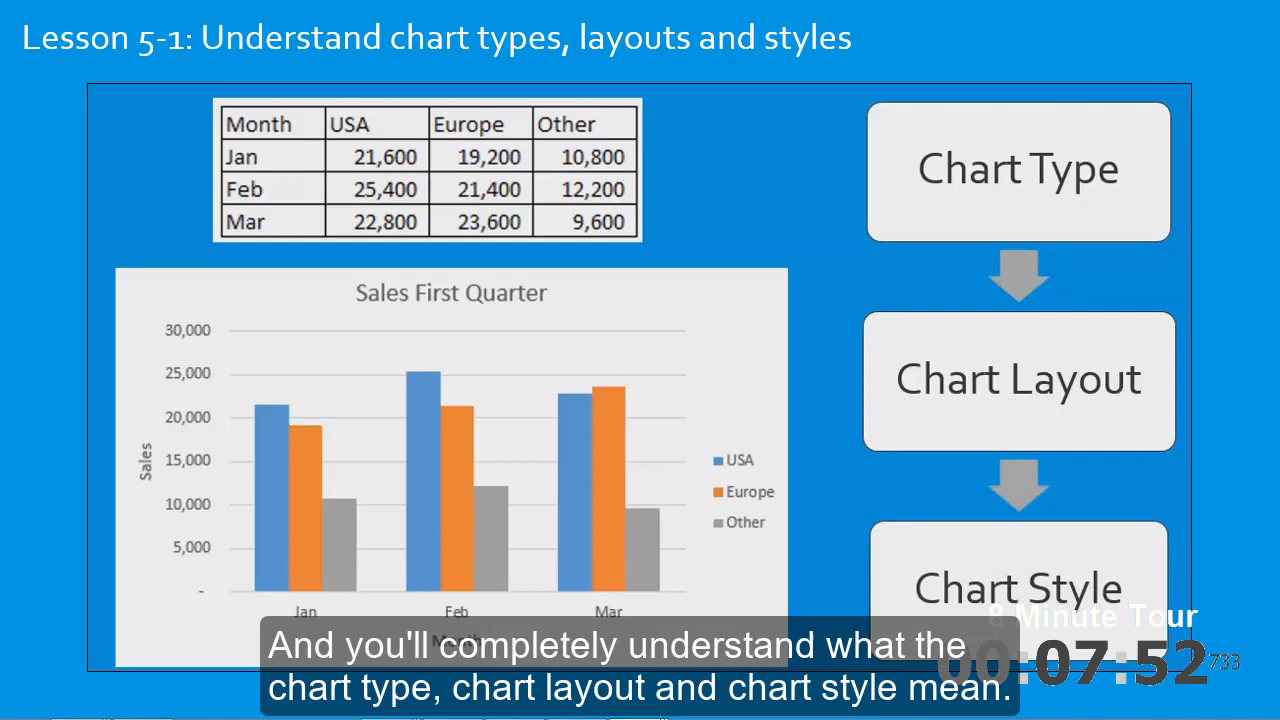 Lesson 5-1: Understand chart types, layouts and styles
Month USA Europe Other
Jan 21,600 19,200 10,800
Feb 25,400 21,400 12,200
Mar 22,800 23,600 9,600
Sales First Quarter
30,000
25,000
20,000
15,000
10,000
5,000
-
Sales
Jan Feb Mar
Month
USA
Europe
Other
Chart Type
Chart Layout
Chart Style
8 Minute Tour
00:07:52733
And you'll completely understand what the
chart type, chart layout and chart style mean.